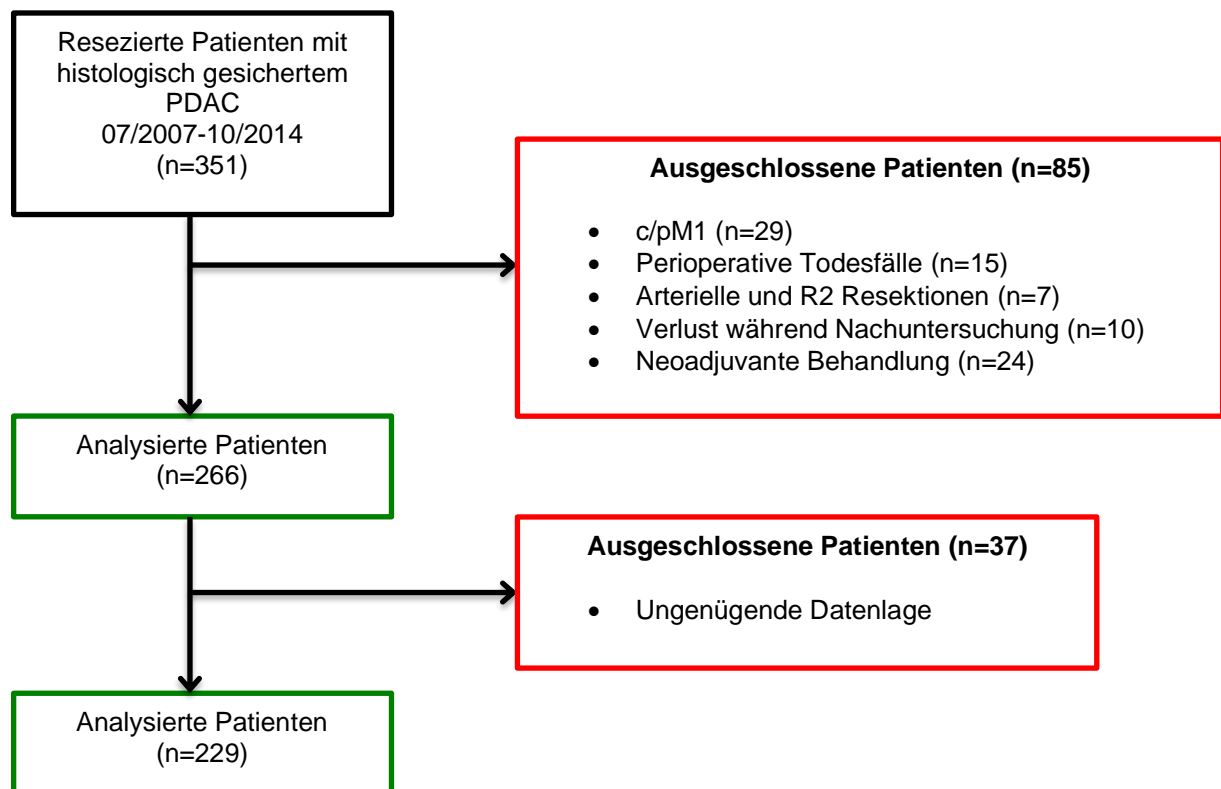 Resezierte Patienten mit
histologisch gesichertem
PDAC
07/2007-10/2014
(n=351)
Ausgeschlossene Patienten (n=85)
• c/pM1 (n=29)
• Perioperative Todesfälle (n=15)
• Arterielle und R2 Resektionen (n=7)
• Verlust während Nachuntersuchung (n=10)
• Neoadjuvante Behandlung (n=24)
Analysierte Patienten
(n=266)
Ausgeschlossene Patienten (n=37)
• Ungenügende Datenlage
Analysierte Patienten
(n=229)